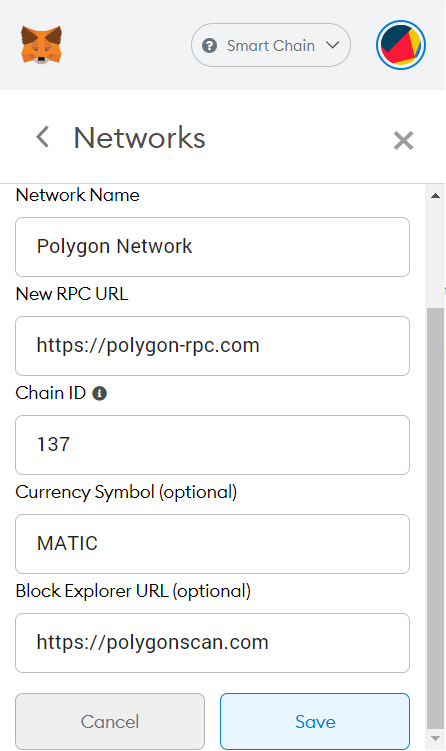 Smart Chain
Networks
Network Name
Polygon Network
New RPC URL
https://polygon-rpc.com
Chain ID
137
Currency Symbol (optional)
MATIC
Block Explorer URL (optional)
https://polygonscan.com
Cancel
Save